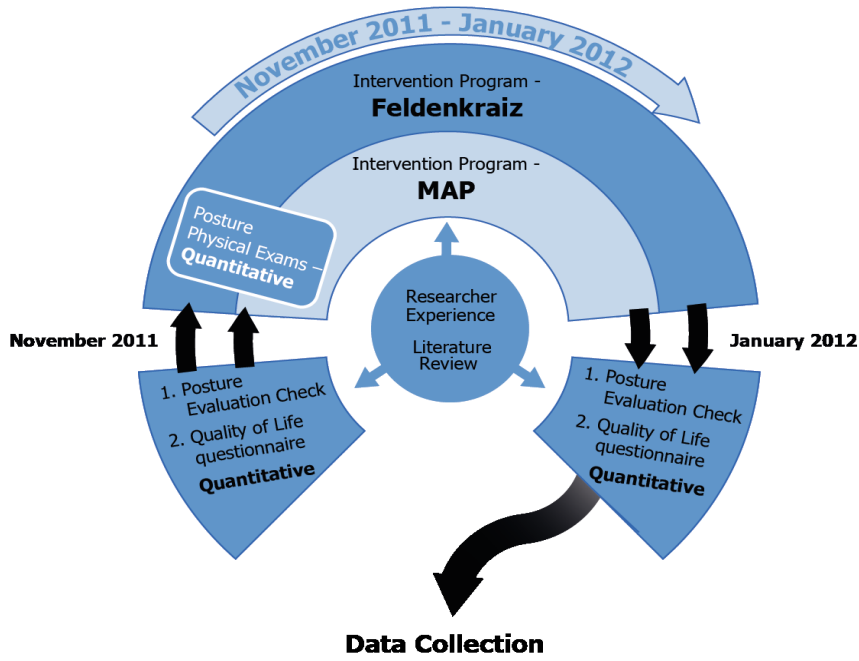 November 2011 - January 2012
Intervention Program -
Feldenkraiz
Intervention Program -
MAP
Posture
Physical Exams –
Quantitative
Researcher
Experience
Literature
Review
November 2011
January 2012
1. Posture
Evaluation Check
2. Quality of Life
questionnaire
Quantitative
1. Posture
Evaluation Check
2. Quality of Life
questionnaire
Quantitative
Data Collection